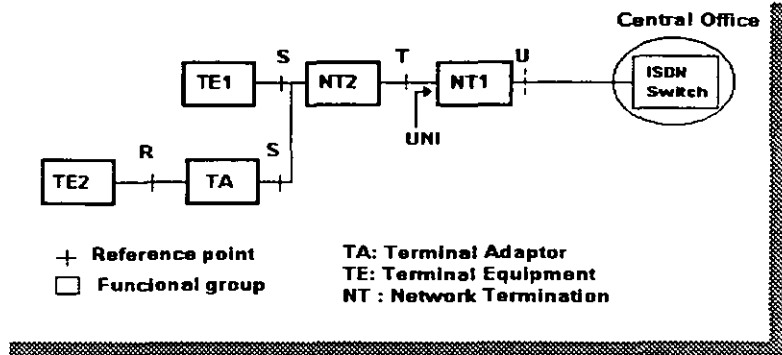 Central Office
S
T
U
TE1
NT2
NT1
ISDN
Switch
UNI
R
S
TE2
TA
Reference point
Funcional group
TA: Terminal Adaptor
TE: Terminal Equipment
NT : Network Termination